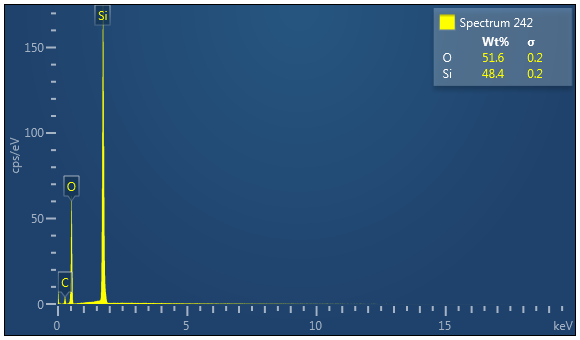 Si
Spectrum 242
Wt% σ
O 51.6 0.2
Si 48.4 0.2
150
100
cps/eV
O
50
C
0
0 5 10 15 keV